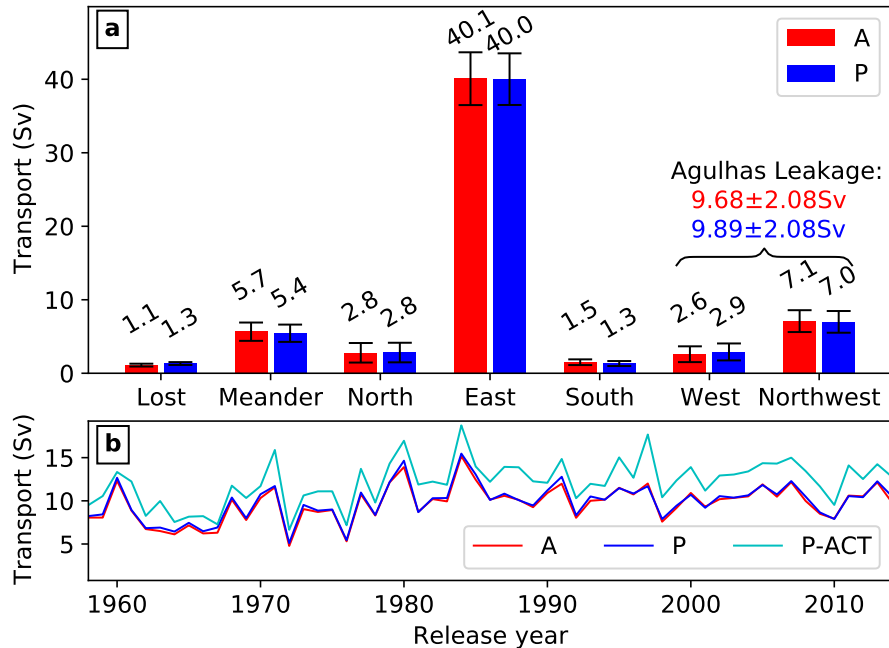 a
Transport (Sv)
0
10
20
30
40
1.1
1.3
5.7
5.4
2.8
2.8
40.1
40.0
1.5
1.3
2.6
2.9
7.1
7.0
A
P
Agulhas Leakage:
9.68±2.08Sv
9.89±2.08Sv
Lost Meander North East South West Northwest
b
Transport (Sv)
5
10
15
A P P-ACT
1960 1970 1980 1990 2000 2010
Release year